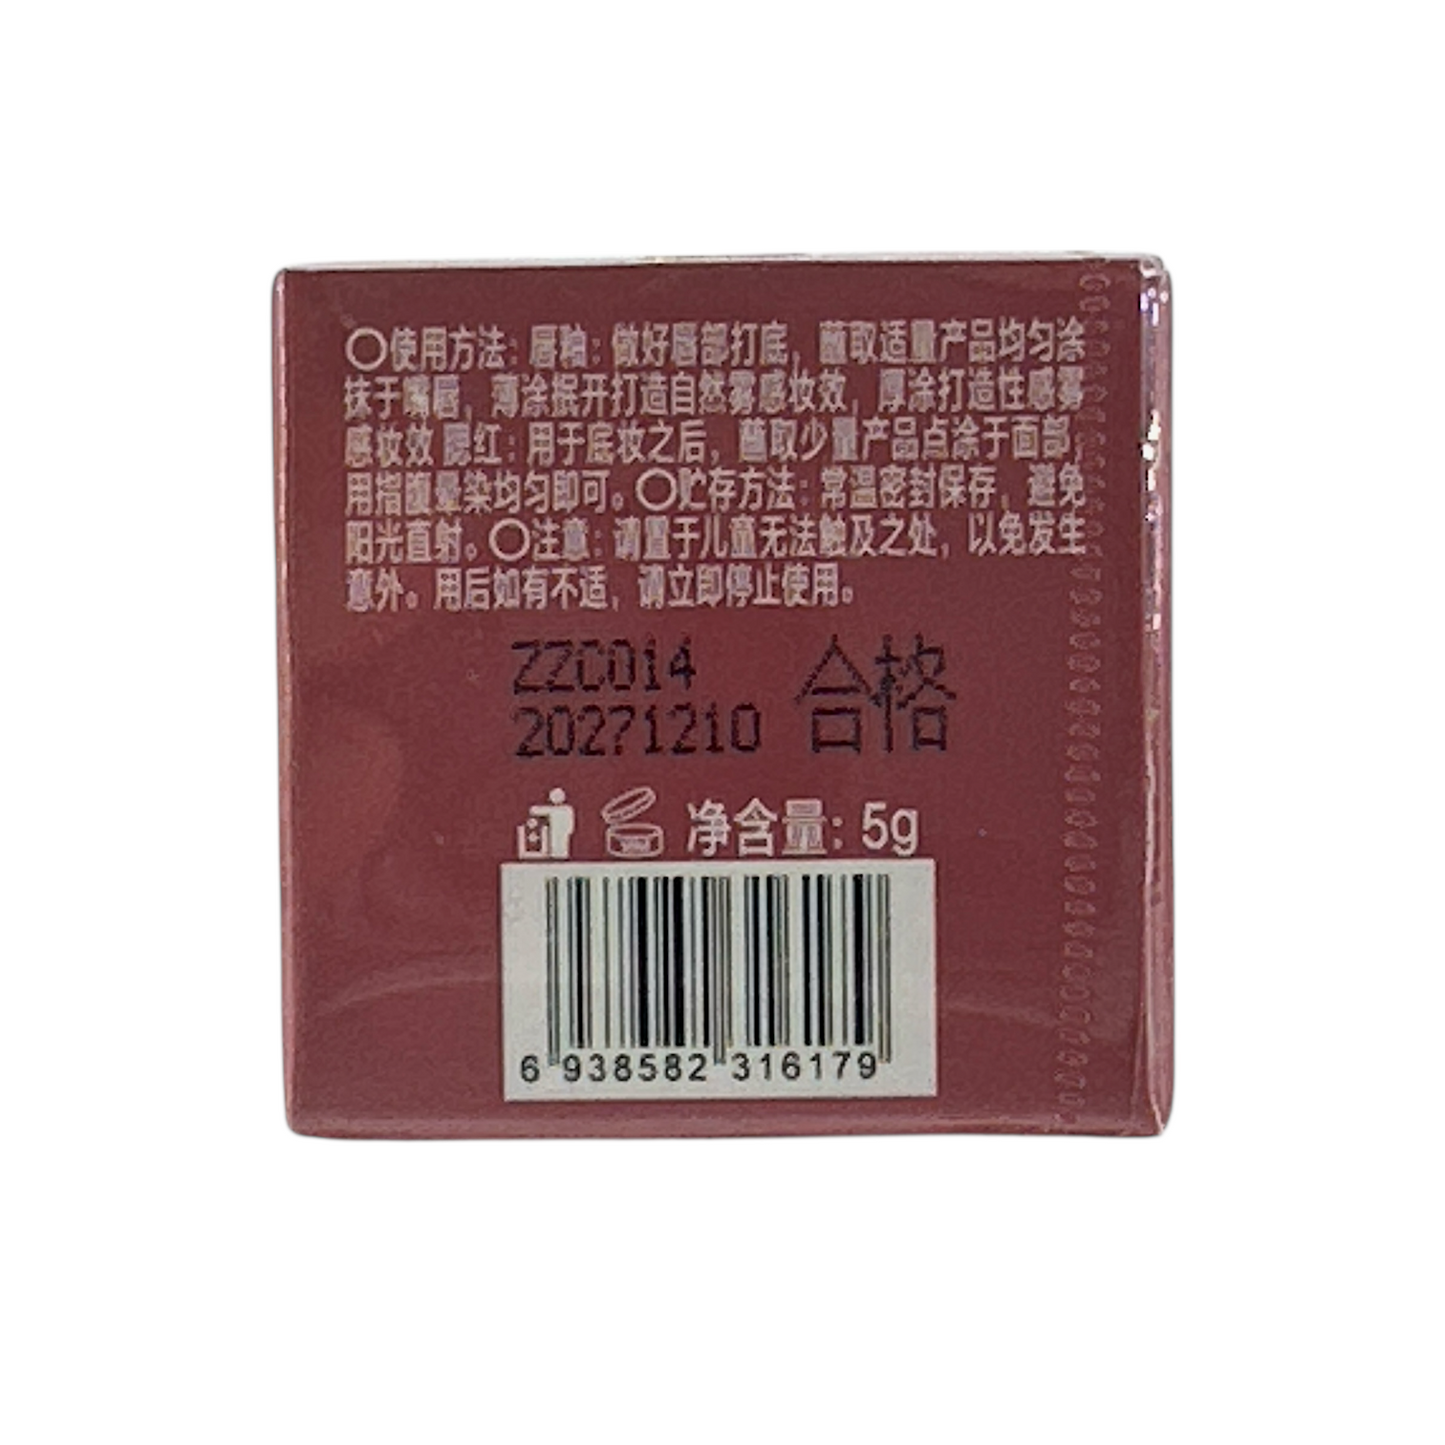 〇使用方法：唇釉：做好唇部打底，蘸取适量产品均匀涂
抹于嘴唇，薄涂抿开打造自然雾感妆效，厚涂打造性感雾
感妆效 腮红：用于底妆之后，蘸取少量产品点涂于面部，
用指腹晕染均匀即可。〇贮存方法：常温密封保存，避免
阳光直射。〇注意：请置于儿童无法触及之处，以免发生
意外。用后如有不适，请立即停止使用。
ZZC014
20271210 合格
净含量: 5g
6 938582 316179